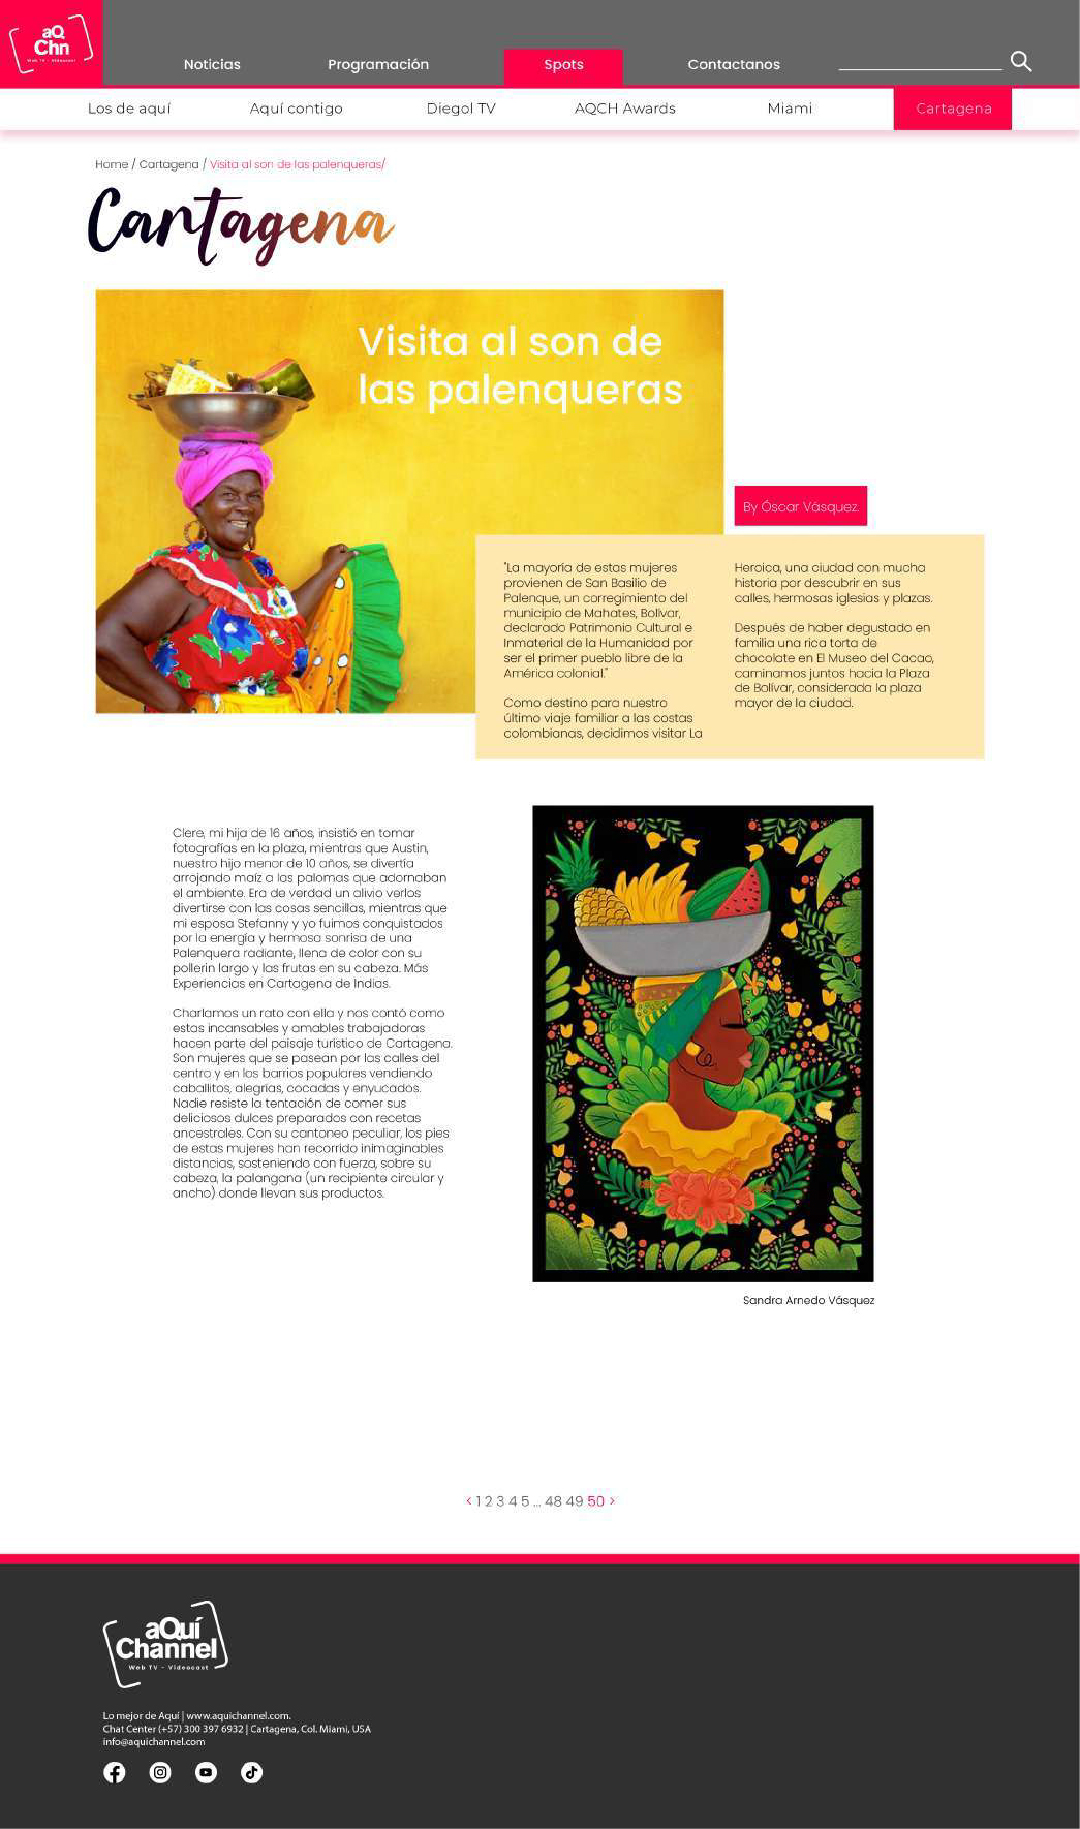 aQ
Chn
Web TV - Videocast
Noticias
Programación
Spots
Contactanos
Los de aquí
Aquí contigo
Diegol TV
AQCH Awards
Miami
Cartagena
Home / Cartagena / Visita al son de las palenqueras/
Cartagena
Visita al son de
las palenqueras
By Óscar Vásquez.
"La mayoría de estas mujeres
provienen de San Basilio de
Palenque, un corregimiento del
municipio de Mahates, Bolívar,
declarado Patrimonio Cultural e
Inmaterial de la Humanidad por
ser el primer pueblo libre de la
América colonial."
Como destino para nuestro
último viaje familiar a las costas
colombianas, decidimos visitar La
Heroica, una ciudad con mucha
historia por descubrir en sus
calles, hermosas iglesias y plazas.
Después de haber degustado en
familia una rica torta de
chocolate en El Museo del Cacao,
caminamos juntos hacia la Plaza
de Bolívar, considerada la plaza
mayor de la ciudad.
Clere, mi hija de 16 años, insistió en tomar
fotografías en la plaza, mientras que Austin,
nuestro hijo menor de 10 años, se divertía
arrojando maíz a las palomas que adornaban
el ambiente. Era de verdad un alivio verlos
divertirse con las cosas sencillas, mientras que
mi esposa Stefanny y yo fuimos conquistados
por la energía y hermosa sonrisa de una
Palenquera radiante, llena de color con su
pollerín largo y las frutas en su cabeza. Más
Experiencias en Cartagena de Indias.
Charlamos un rato con ella y nos contó como
estas incansables y amables trabajadoras
hacen parte del paisaje turístico de Cartagena.
Son mujeres que se pasean por las calles del
centro y en los barrios populares vendiendo
caballitos, alegrías, cocadas y enyucados.
Nadie resiste la tentación de comer sus
deliciosos dulces preparados con recetas
ancestrales. Con su cantoneo peculiar, los pies
de estas mujeres han recorrido inimaginables
distancias, sosteniendo con fuerza, sobre su
cabeza, la palangana (un recipiente circular y
ancho) donde llevan sus productos.
Sandra Arnedo Vásquez
< 1 2 3 4 5 ... 48 49 50 >
aQuí
Channel
Web TV - Videocast
Lo mejor de Aquí | www.aquichannel.com.
Chat Center (+57) 300 397 6932 | Cartagena, Col. Miami, USA
info@aquichannel.com